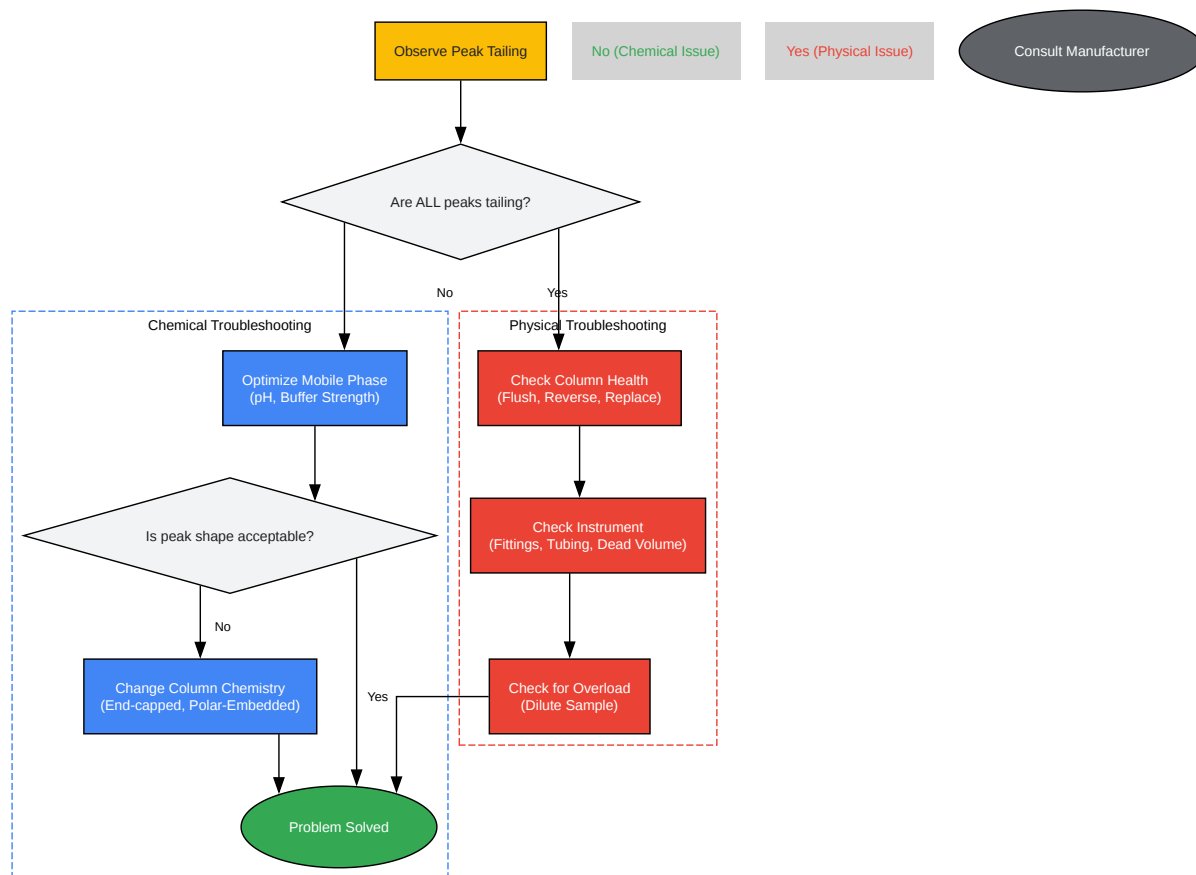 Observe Peak Tailing
No (Chemical Issue)
Yes (Physical Issue)
Consult Manufacturer
Are ALL peaks tailing?
No
Yes
Chemical Troubleshooting
Physical Troubleshooting
Optimize Mobile Phase
(pH, Buffer Strength)
Check Column Health
(Flush, Reverse, Replace)
Is peak shape acceptable?
Check Instrument
(Fittings, Tubing, Dead Volume)
No
Change Column Chemistry
(End-capped, Polar-Embedded)
Yes
Check for Overload
(Dilute Sample)
Problem Solved